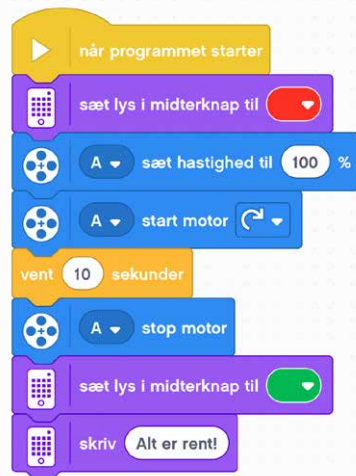 når programmet starter
sæt lys i midterknap til
A sæt hastighed til 100 %
A start motor
vent 10 sekunder
A stop motor
sæt lys i midterknap til
skriv Alt er rent!